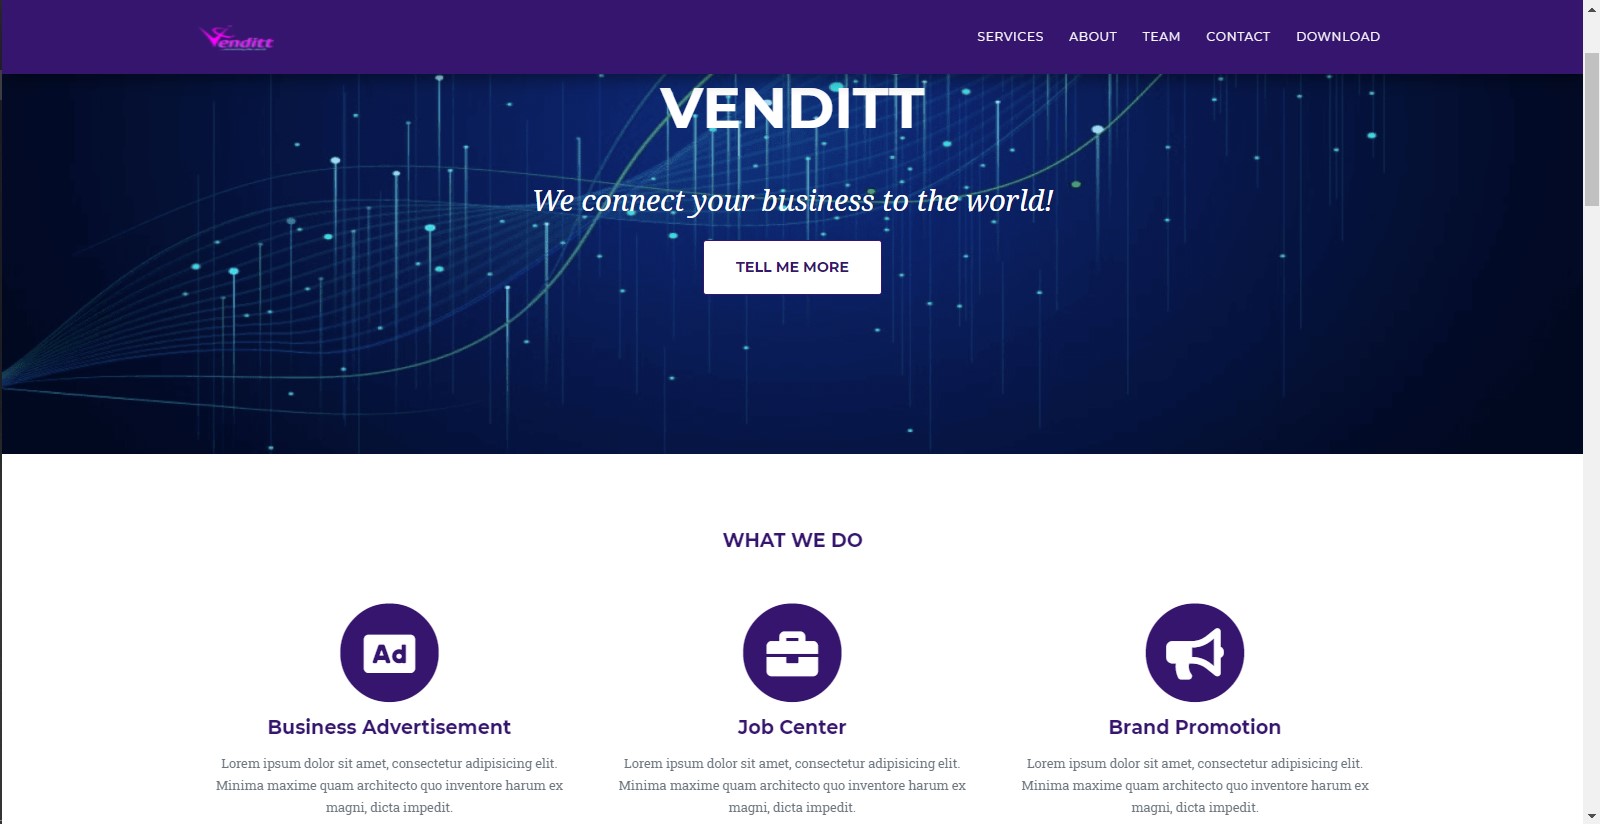 Venditt
SERVICES ABOUT TEAM CONTACT DOWNLOAD
VENDITT
We connect your business to the world!
TELL ME MORE
WHAT WE DO
Ad
Business Advertisement
Lorem ipsum dolor sit amet, consectetur adipisicing elit.
Minima maxime quam architecto quo inventore harum ex
magni, dicta impedit.
Job Center
Lorem ipsum dolor sit amet, consectetur adipisicing elit.
Minima maxime quam architecto quo inventore harum ex
magni, dicta impedit.
Brand Promotion
Lorem ipsum dolor sit amet, consectetur adipisicing elit.
Minima maxime quam architecto quo inventore harum ex
magni, dicta impedit.